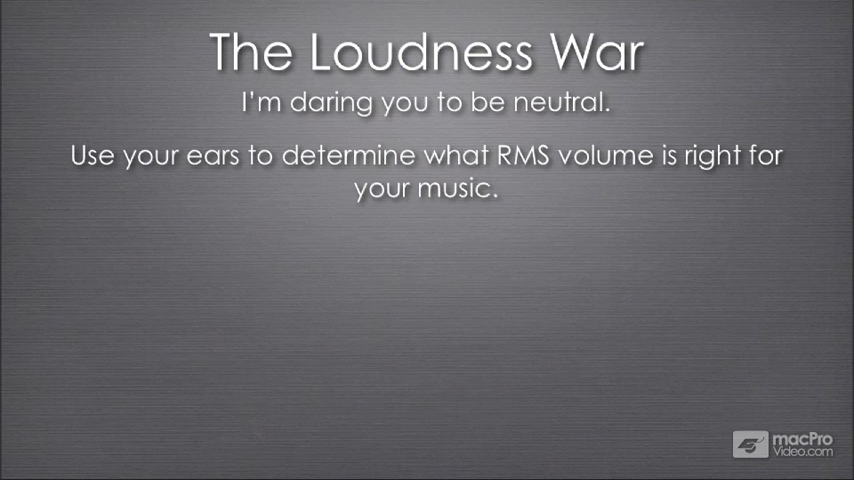 The Loudness War
I'm daring you to be neutral.
Use your ears to determine what RMS volume is right for
your music.
macPro
Video.com